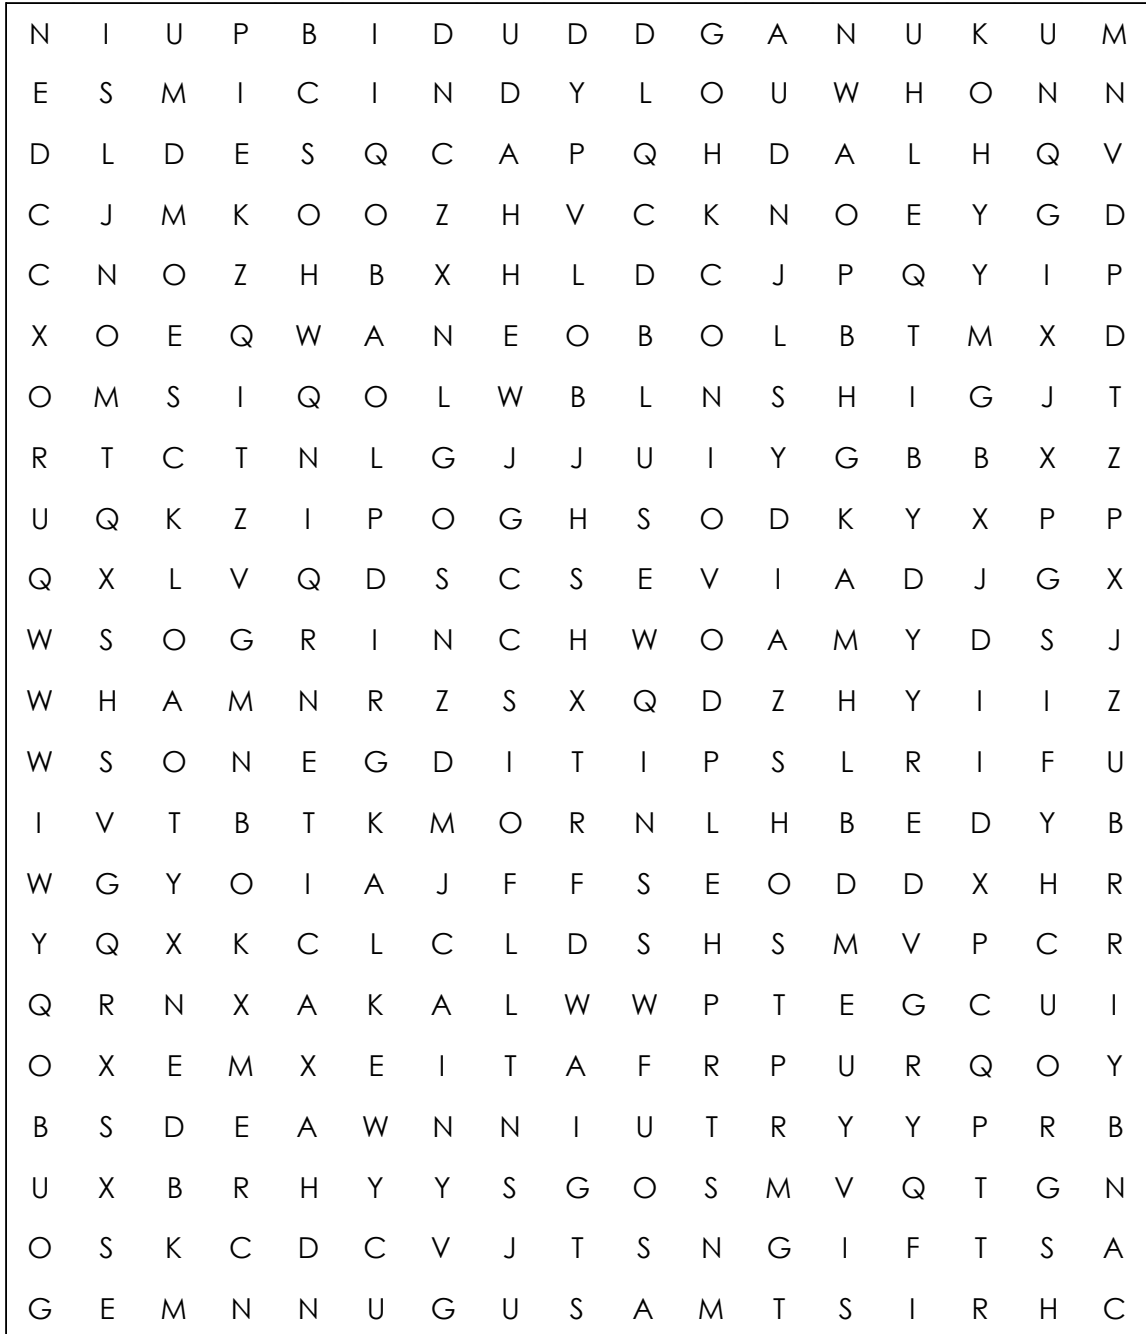 N I U P B I D U D D G A N U K U M
E S M I C I N D Y L O U W H O N N
D L D E S Q C A P Q H D A L H Q V
C J M K O O Z H V C K N O E Y G D
C N O Z H B X H L D C J P Q Y I P
X O E Q W A N E O B O L B T M X D
O M S I Q O L W B L N S H I G J T
R T C T N L G J J U I Y G B B X Z
U Q K Z I P O G H S O D K Y X P P
Q X L V Q D S C S E V I A D J G X
W S O G R I N C H W O A M Y D S J
W H A M N R Z S X Q D Z H Y I I Z
W S O N E G D I T I P S L R I F U
I V T B T K M O R N L H B E D Y B
W G Y O I A J F F S E O D D X H R
Y Q X K C L C L D S H S M V P C R
Q R N X A K A L W W P T E G C U I
O X E M X E I T A F R P U R Q O Y
B S D E A W N N I U T R Y Y P R B
U X B R H Y Y S G O S M V Q T G N
O S K C D C V J T S N G I F T S A
G E M N N U G U S A M T S I R H C